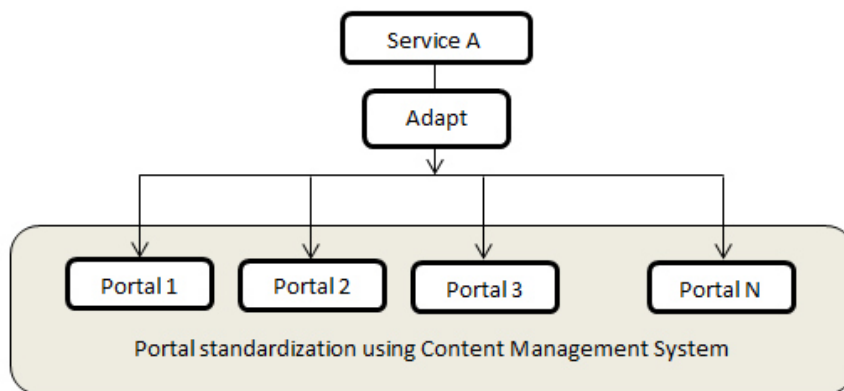 Service A
Adapt
Portal 1
Portal 2
Portal 3
Portal N
Portal standardization using Content Management System